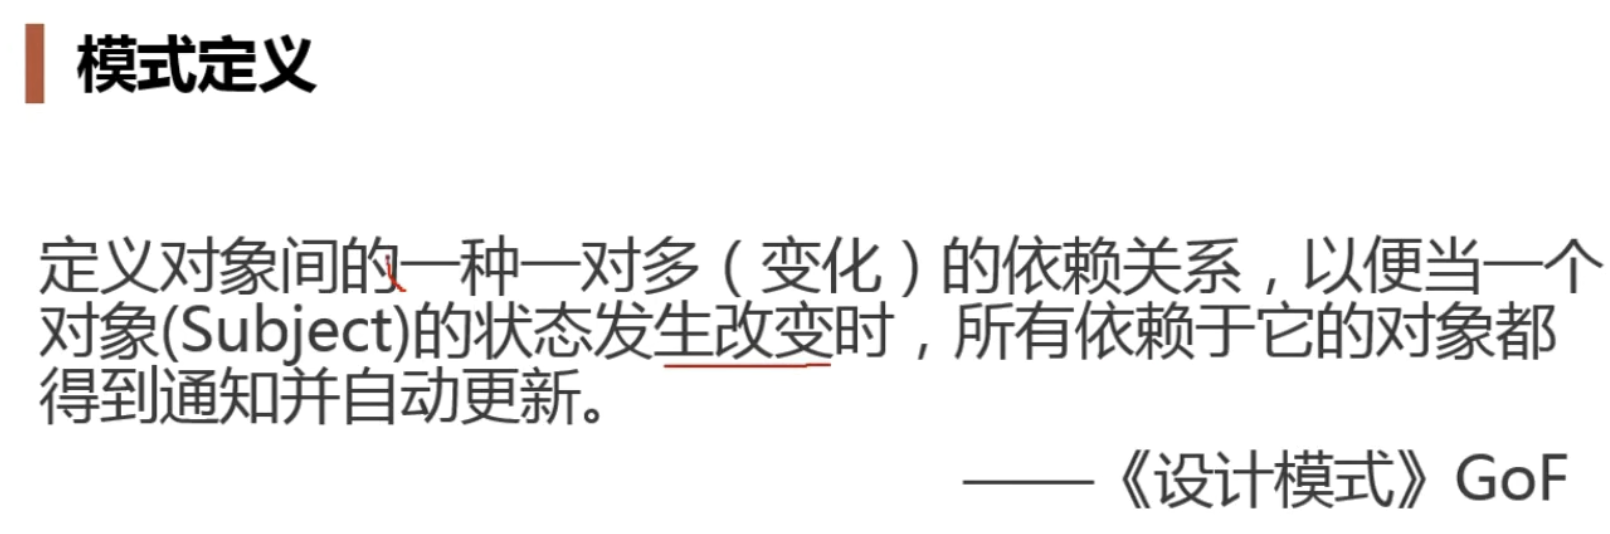 模式定义
定义对象间的一种一对多（变化）的依赖关系，以便当一个
对象(Subject)的状态发生改变时，所有依赖于它的对象都
得到通知并自动更新。
——《设计模式》GoF